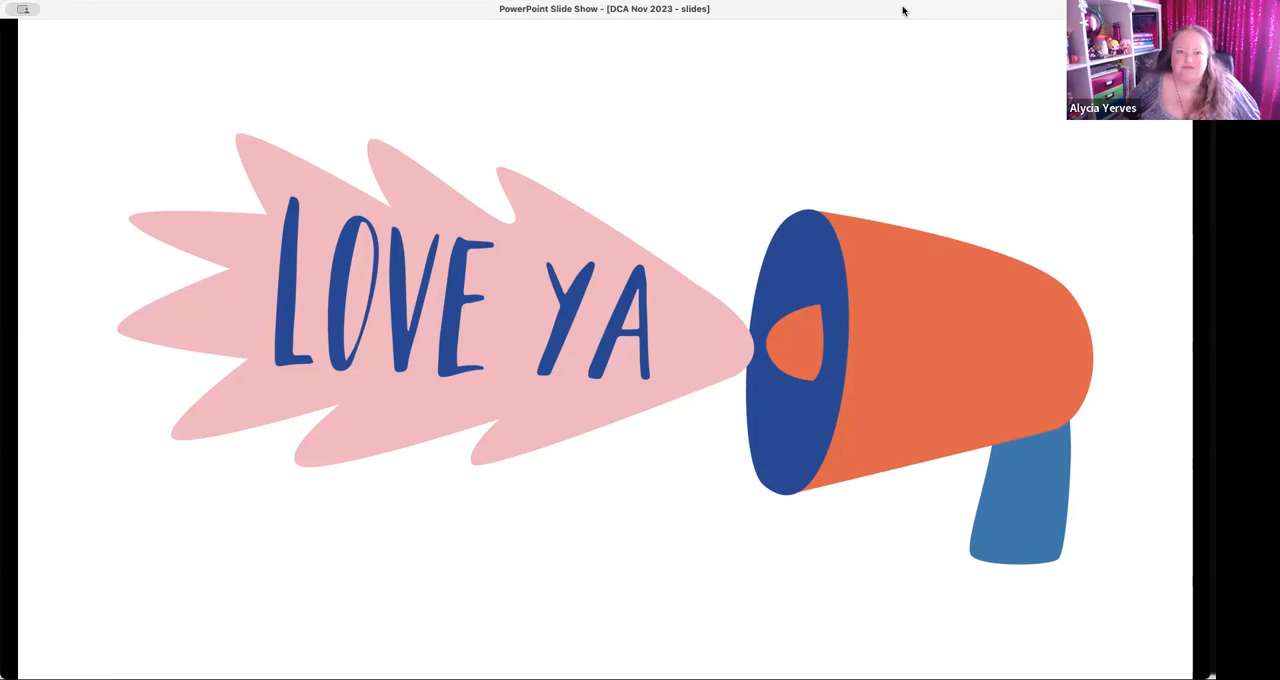 PowerPoint Slide Show - [DCA Nov 2023 - slides]
Alycia Yerves
LOVE YA